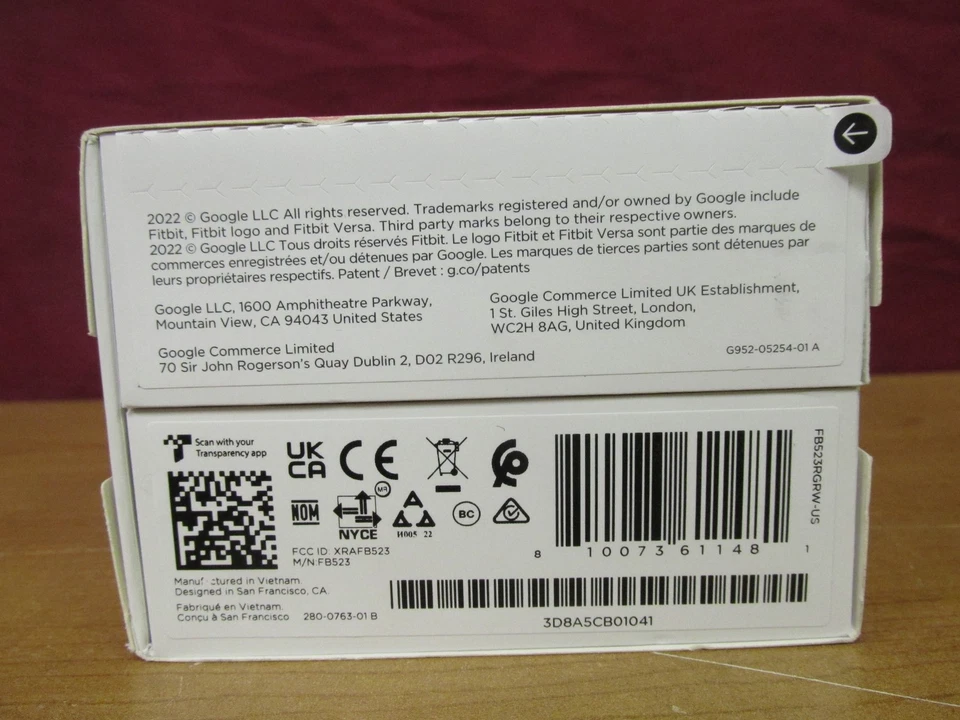 2022 © Google LLC All rights reserved. Trademarks registered and/or owned by Google include
Fitbit, Fitbit logo and Fitbit Versa. Third party marks belong to their respective owners.
2022 © Google LLC Tous droits réservés Fitbit. Le logo Fitbit et Fitbit Versa sont partie des marques de
commerces enregistrées et/ou détenues par Google. Les marques de tierces parties sont détenues par
leurs propriétaires respectifs. Patent / Brevet : g.co/patents
Google LLC, 1600 Amphitheatre Parkway,
Mountain View, CA 94043 United States
Google Commerce Limited UK Establishment,
1 St. Giles High Street, London,
WC2H 8AG, United Kingdom
Google Commerce Limited
70 Sir John Rogerson's Quay Dublin 2, D02 R296, Ireland
G952-05254-01 A
Scan with your
Transparency app
UK
CA
CE
NOM
MR
NYCE
BC
FCC ID XRAFB523
M/N:FB523
Manufactured in Vietnam.
Designed in San Francisco, CA.
Fabriqué en Vietnam.
Conçu à San Francisco
280-0763-01 B
8 10073 61148 1
FB523RGRW-US
3D8A5CB01041